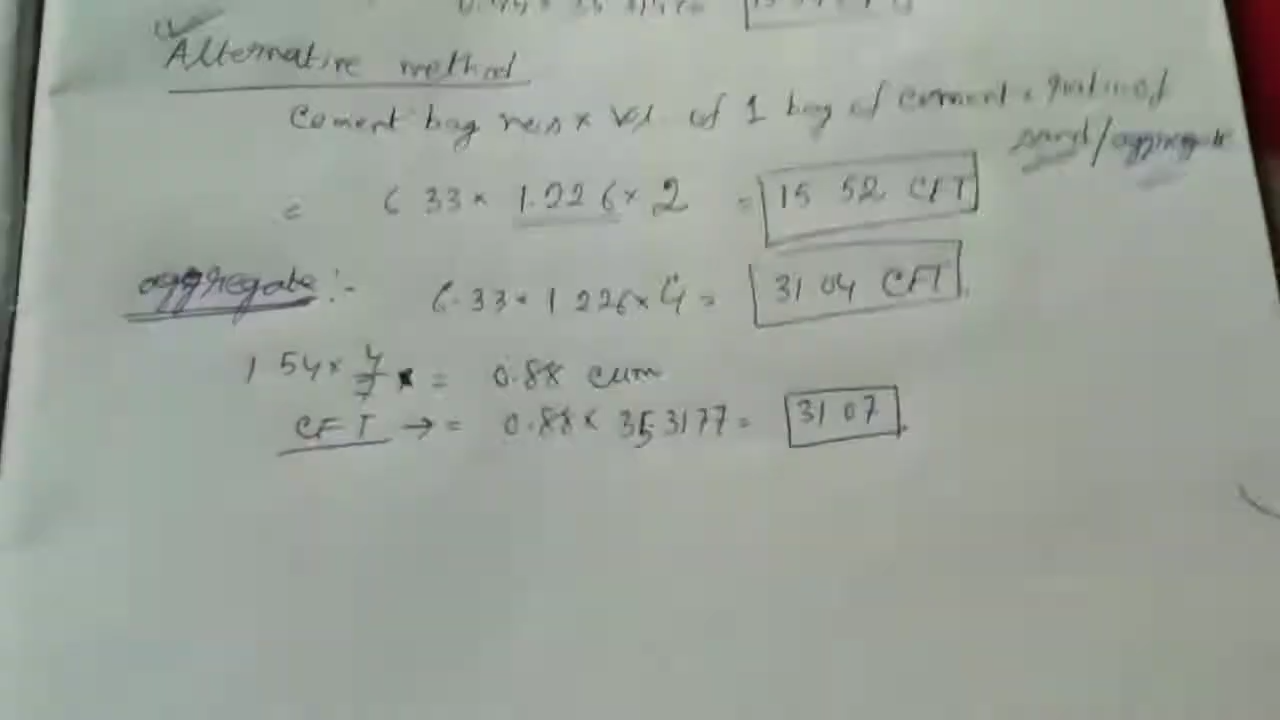 Alternative method
Cement bag nos × Vol. of 1 bag of cement × of
sand/aggregate
= 6.33 × 1.226 × 2 = 15.52 CFT
aggregate :-
6.33 × 1.226 × 4 = 31.04 CFT
1.54 × 4/7 = 0.88 cum
CFT → = 0.88 × 35.3177 = 31.07